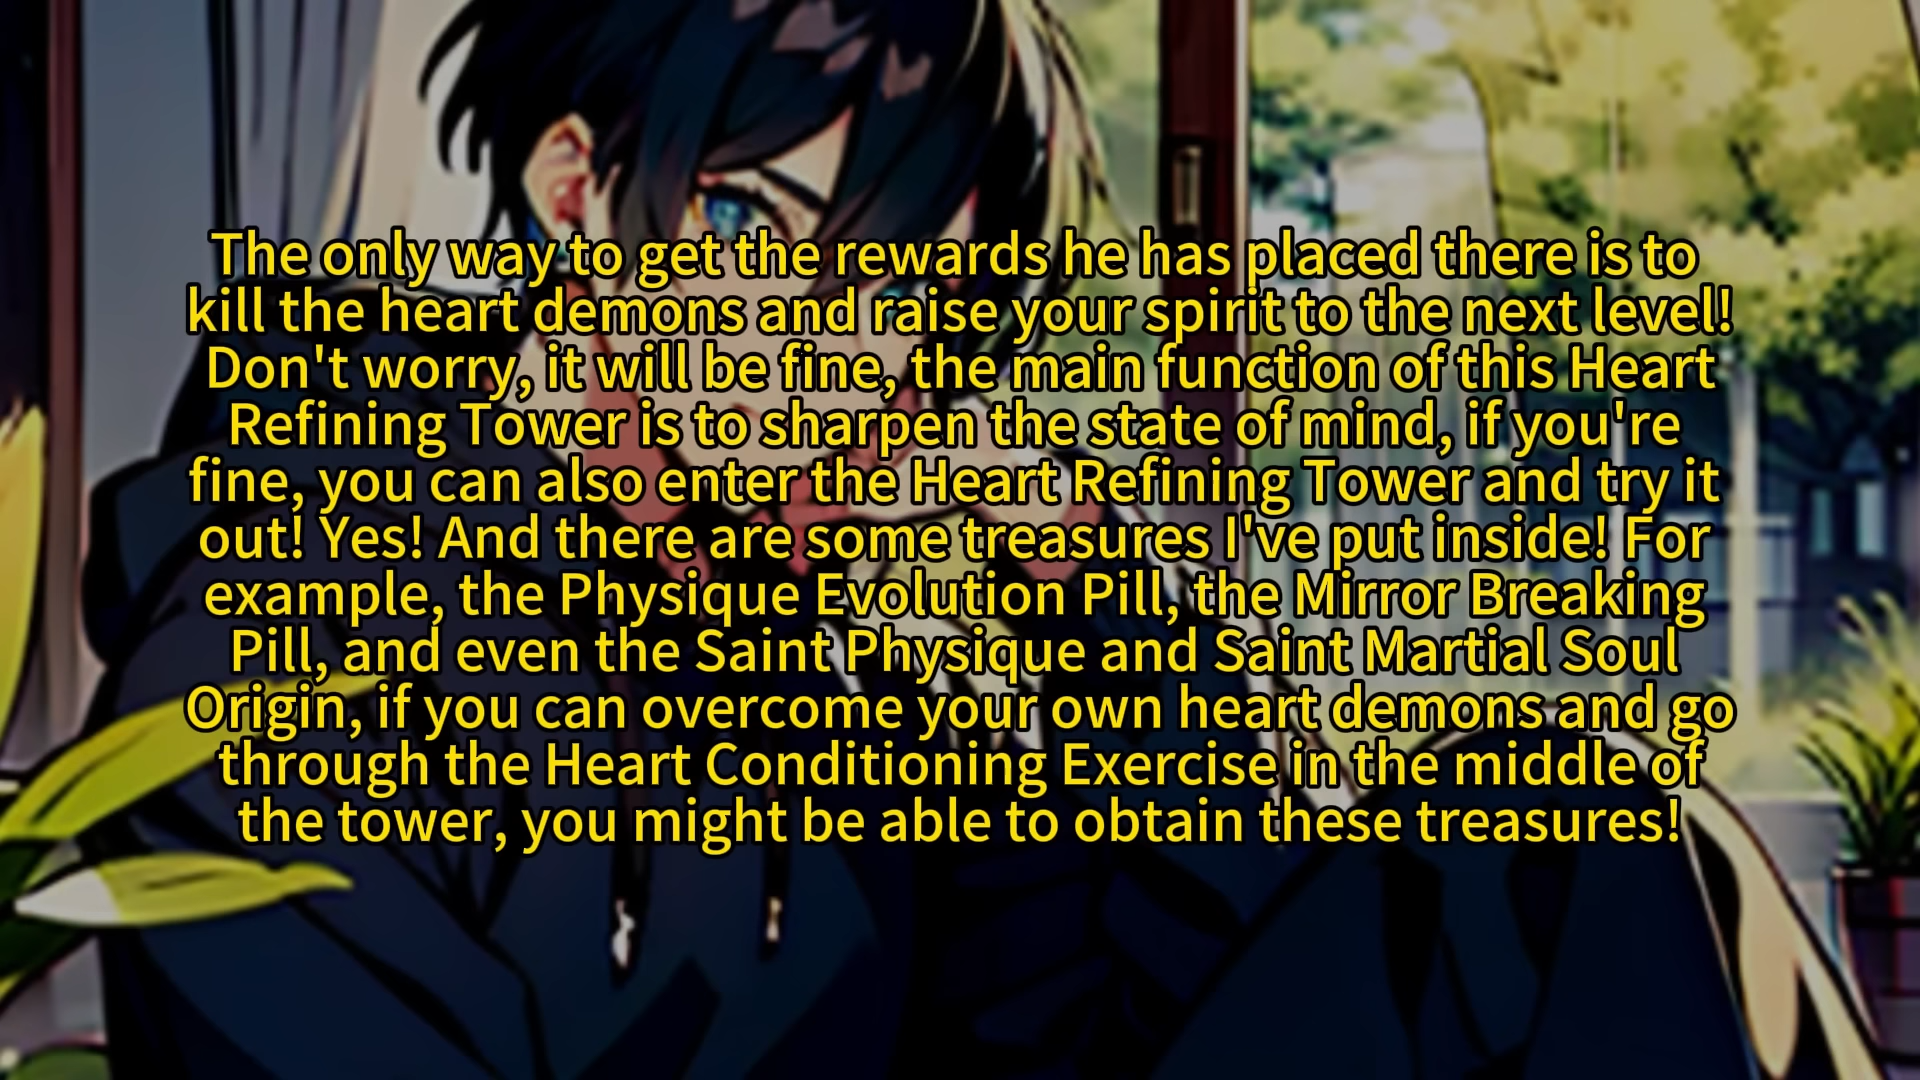 The only way to get the rewards he has placed there is to
kill the heart demons and raise your spirit to the next level!
Don't worry, it will be fine, the main function of this Heart
Refining Tower is to sharpen the state of mind, if you're
fine, you can also enter the Heart Refining Tower and try it
out! Yes! And there are some treasures I've put inside! For
example, the Physique Evolution Pill, the Mirror Breaking
Pill, and even the Saint Physique and Saint Martial Soul
Origin, if you can overcome your own heart demons and go
through the Heart Conditioning Exercise in the middle of
the tower, you might be able to obtain these treasures!